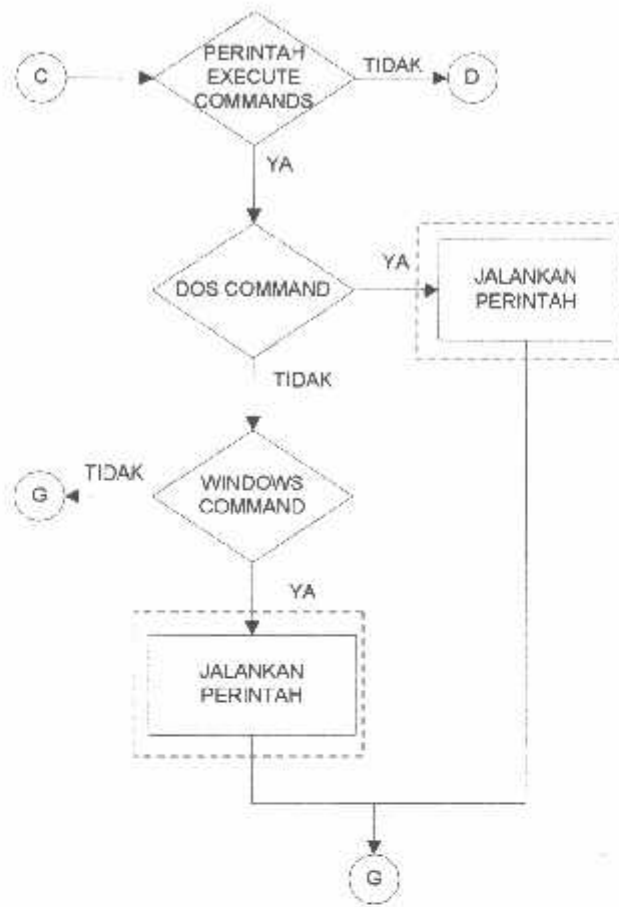 C
PERINTAH
EXECUTE
COMMANDS
TIDAK
D
YA
DOS COMMAND
YA
JALANKAN
PERINTAH
TIDAK
TIDAK
G
WINDOWS
COMMAND
YA
JALANKAN
PERINTAH
G